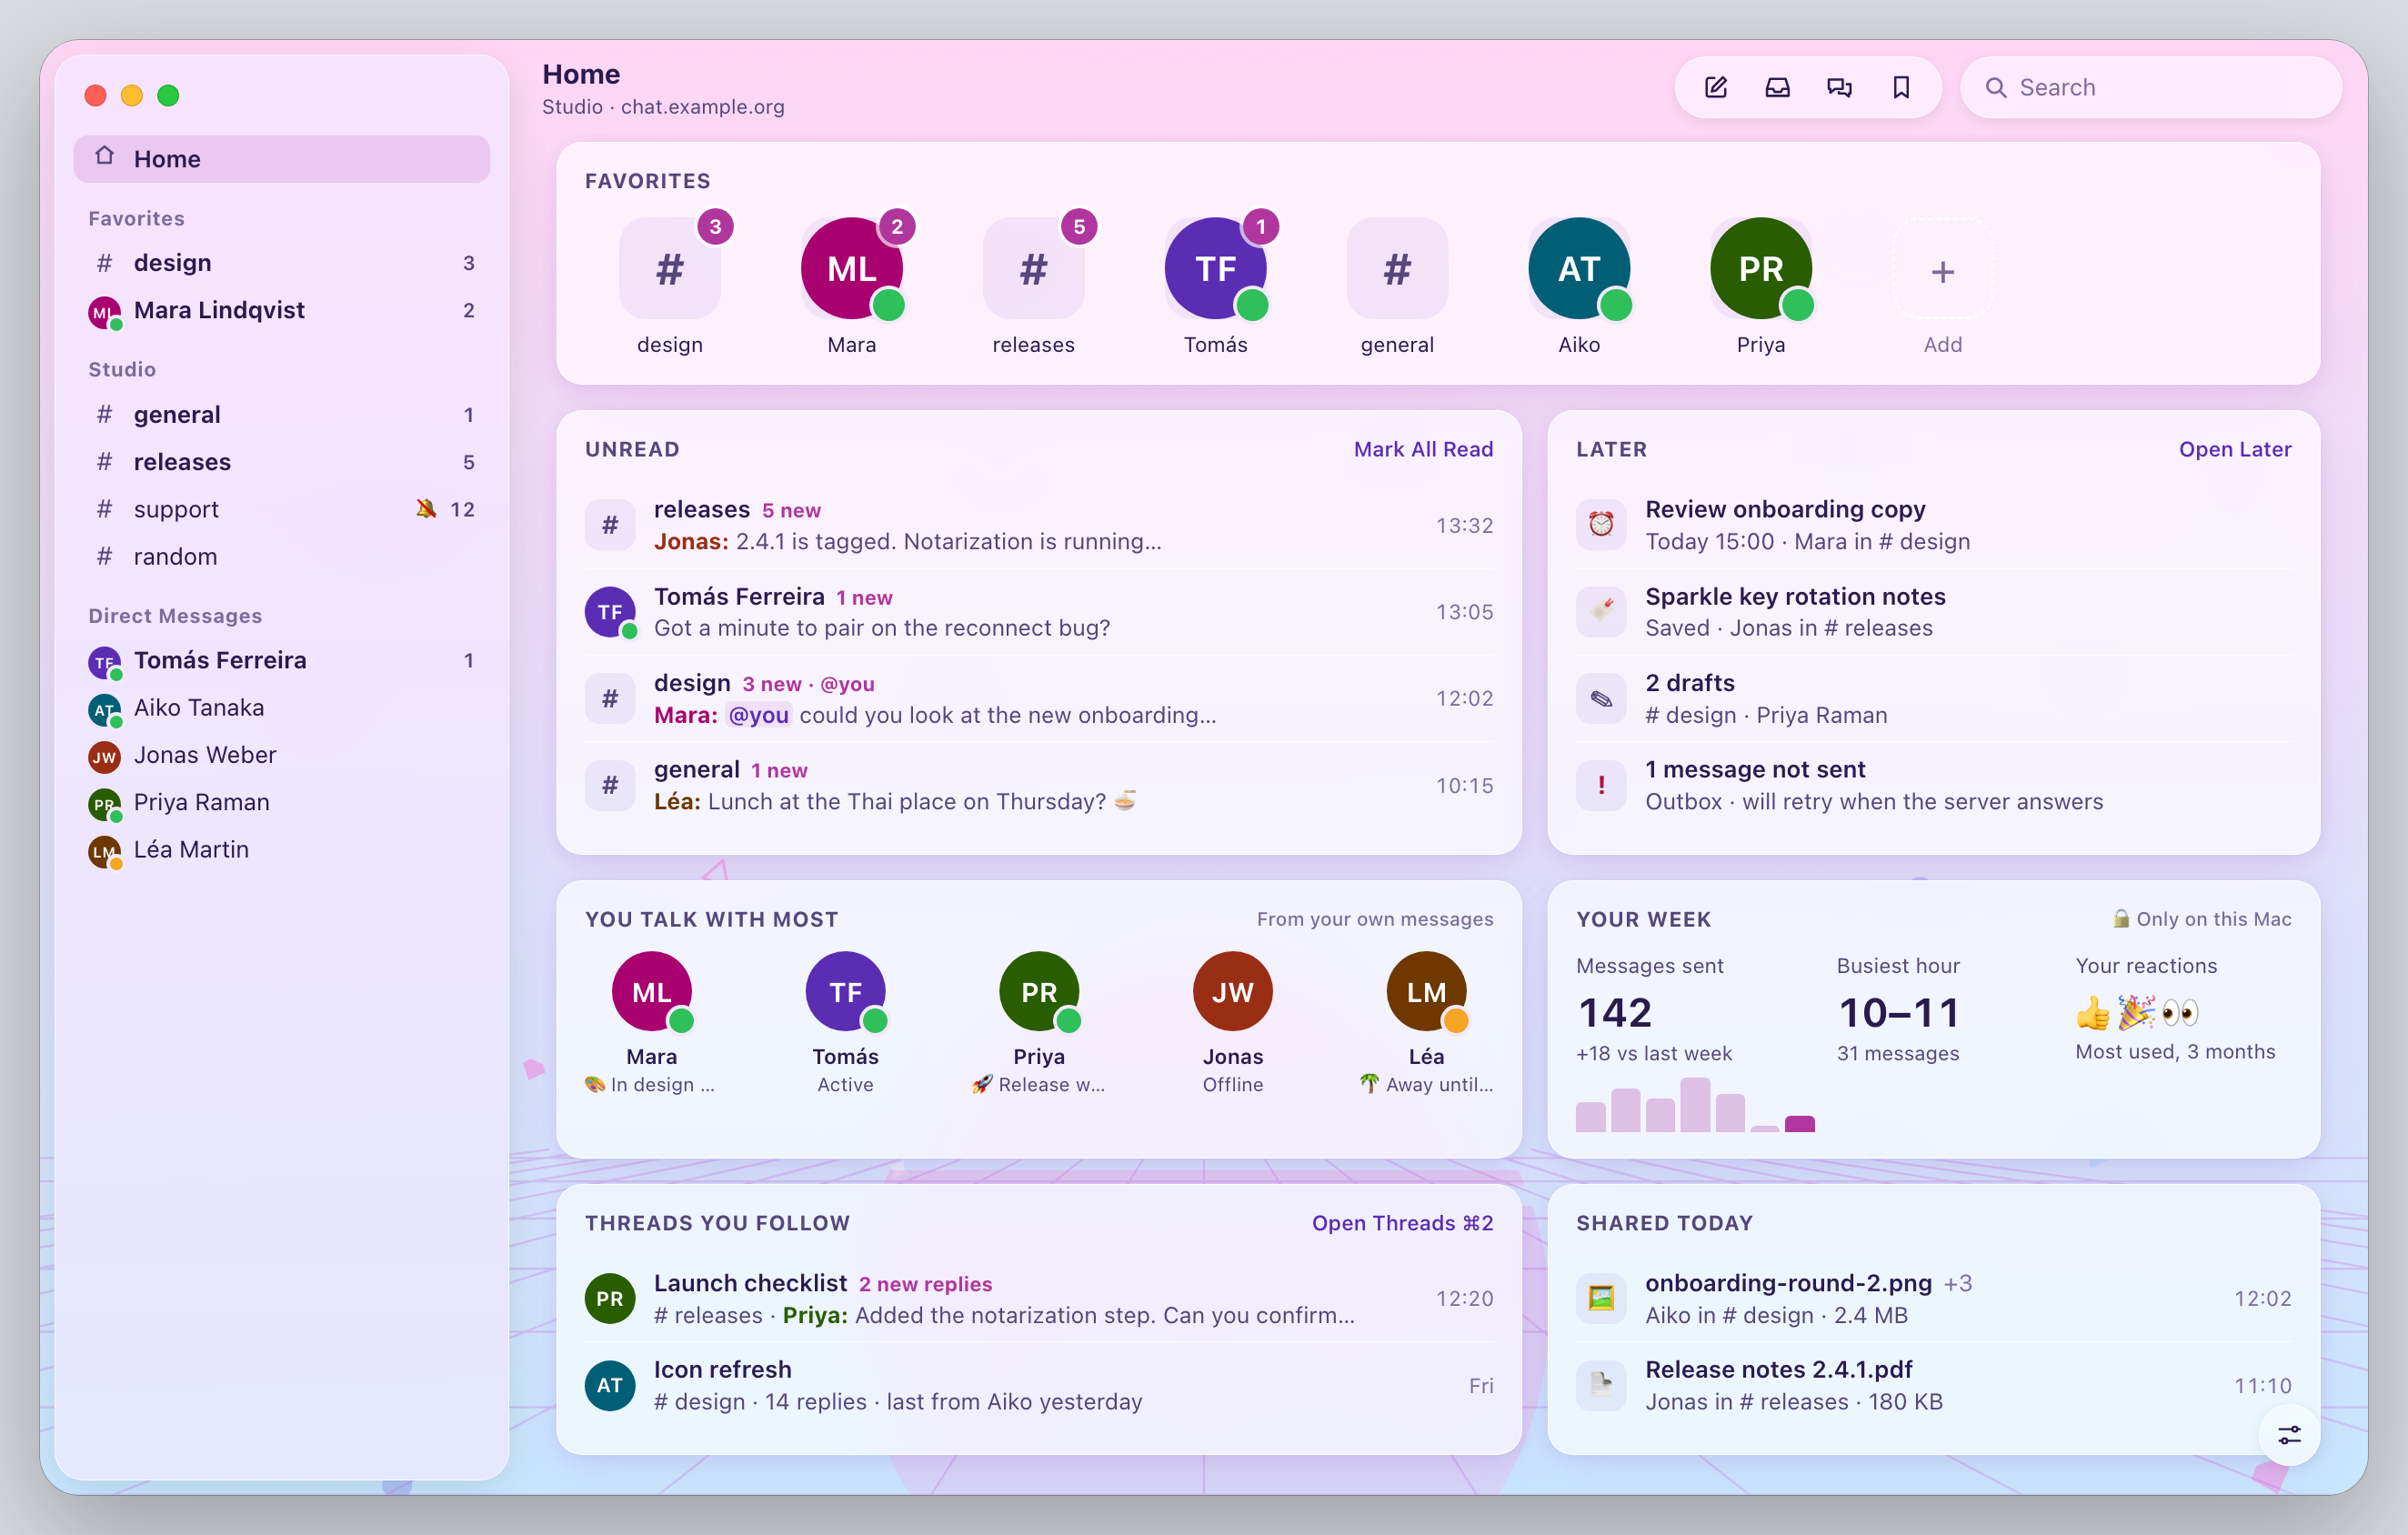 Home
Favorites
# design 3
ML Mara Lindqvist 2
Studio
# general 1
# releases 5
# support 12
# random
Direct Messages
TF Tomás Ferreira 1
AT Aiko Tanaka
JW Jonas Weber
PR Priya Raman
LM Léa Martin
Home
Studio · chat.example.org
Search
FAVORITES
# 3
ML 2
# 5
TF 1
#
AT
PR
+
design
Mara
releases
Tomás
general
Aiko
Priya
Add
UNREAD
Mark All Read
# releases 5 new
Jonas: 2.4.1 is tagged. Notarization is running...
13:32
TF Tomás Ferreira 1 new
Got a minute to pair on the reconnect bug?
13:05
# design 3 new · @you
Mara: @you could you look at the new onboarding...
12:02
# general 1 new
Léa: Lunch at the Thai place on Thursday? 🍜
10:15
LATER
Open Later
Review onboarding copy
Today 15:00 · Mara in # design
Sparkle key rotation notes
Saved · Jonas in # releases
2 drafts
# design · Priya Raman
! 1 message not sent
Outbox · will retry when the server answers
YOU TALK WITH MOST
From your own messages
ML
TF
PR
JW
LM
Mara
Tomás
Priya
Jonas
Léa
🎨 In design ...
Active
🚀 Release w...
Offline
🌴 Away until...
YOUR WEEK
🔒 Only on this Mac
Messages sent
142
+18 vs last week
Busiest hour
10–11
31 messages
Your reactions
👍🎉👀
Most used, 3 months
THREADS YOU FOLLOW
Open Threads ⌘2
PR Launch checklist 2 new replies
# releases · Priya: Added the notarization step. Can you confirm...
12:20
AT Icon refresh
# design · 14 replies · last from Aiko yesterday
Fri
SHARED TODAY
onboarding-round-2.png +3
Aiko in # design · 2.4 MB
12:02
Release notes 2.4.1.pdf
Jonas in # releases · 180 KB
11:10